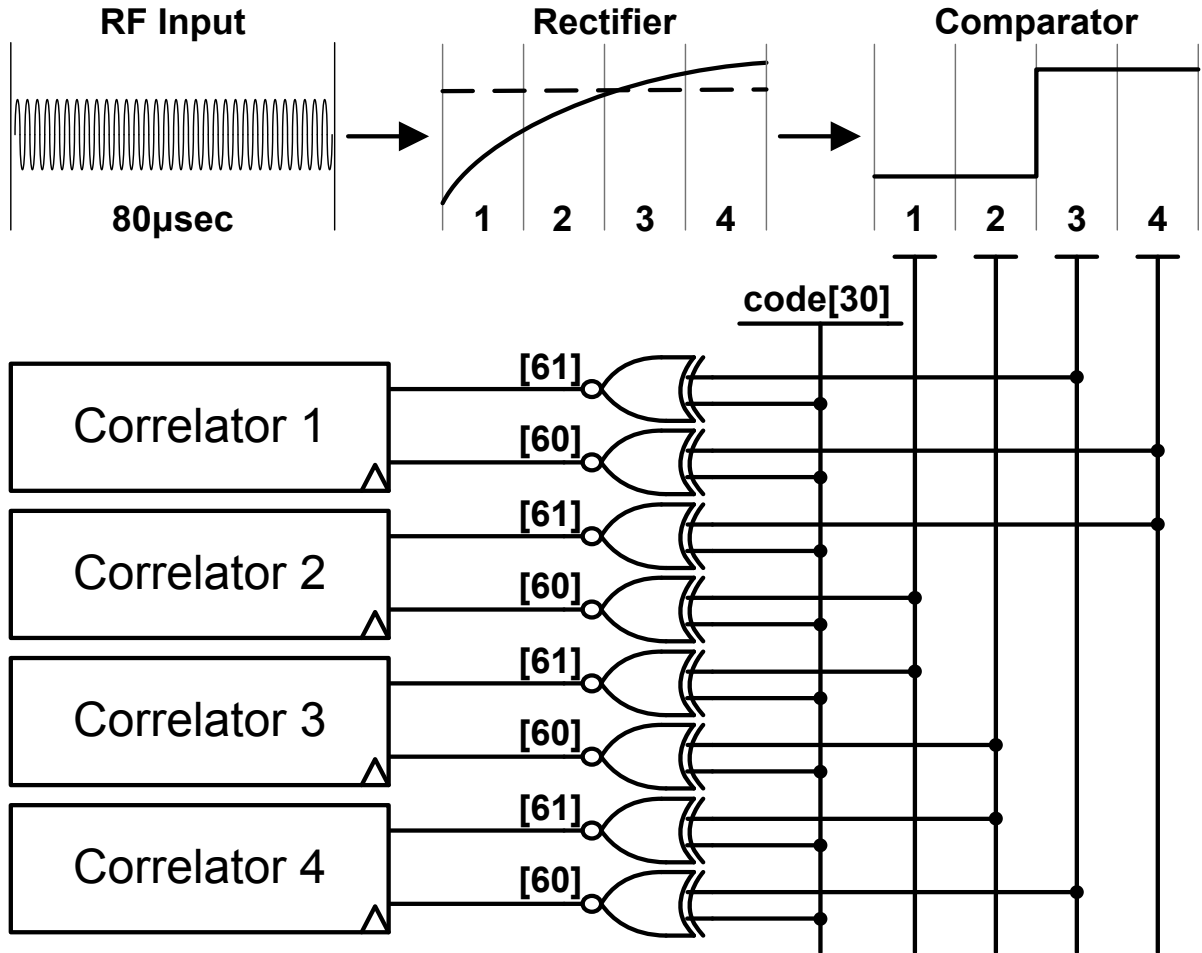 RF Input Rectifier Comparator
80µsec 1 2 3 4 1 2 3 4
code[30]
[61]
Correlator 1
[60]
[61]
Correlator 2
[60]
[61]
Correlator 3
[60]
[61]
Correlator 4
[60]